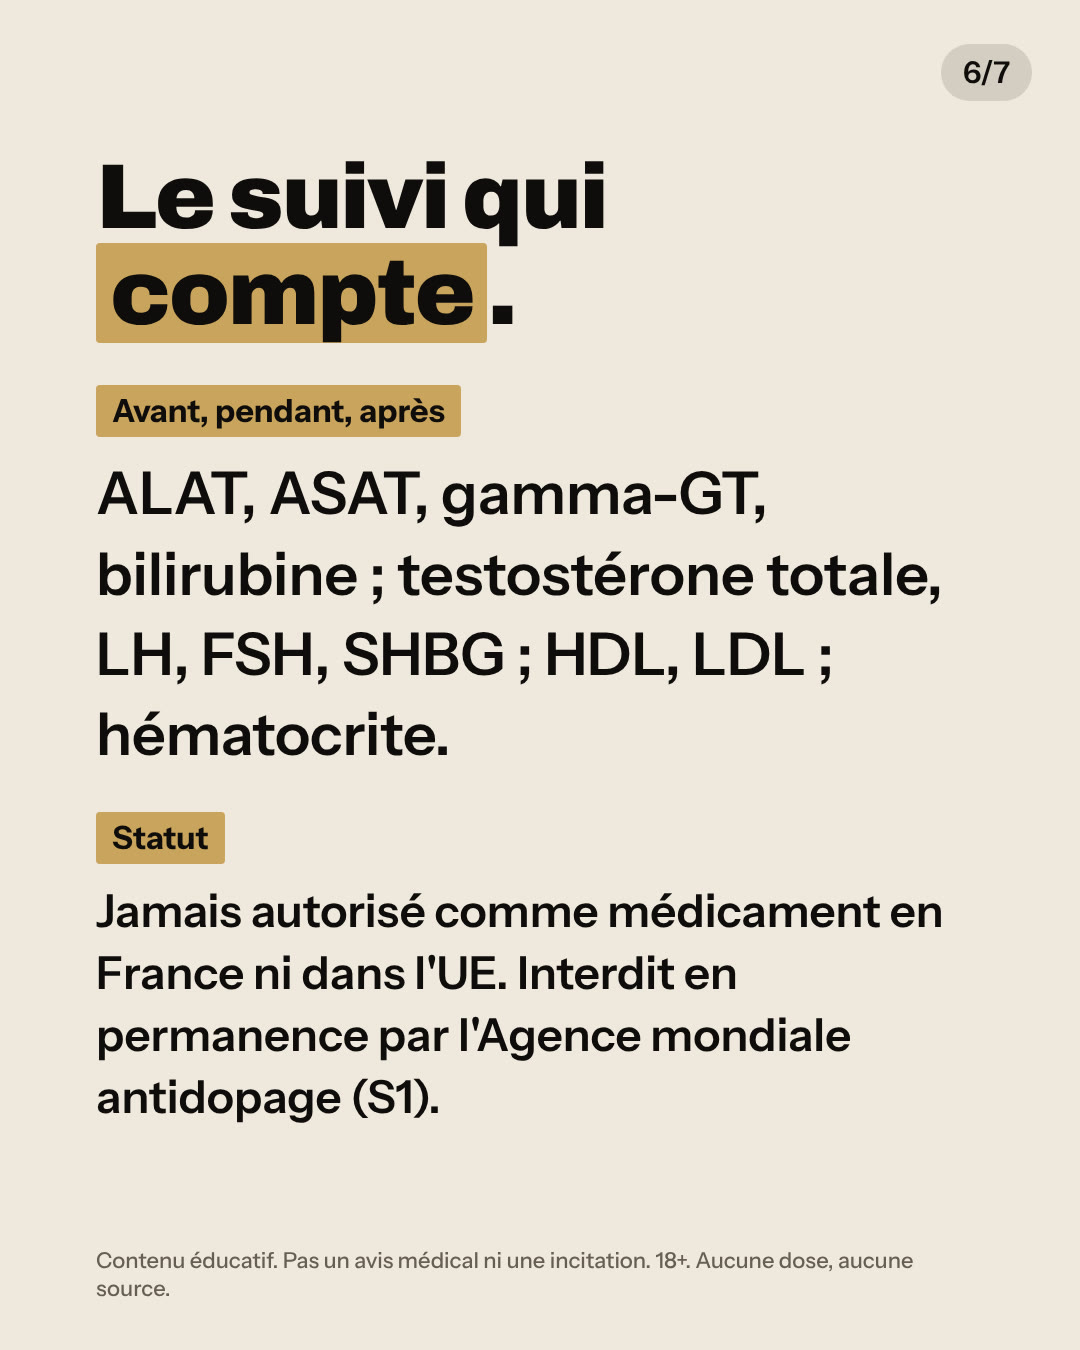 6/7
Le suivi qui
compte.
Avant, pendant, après
ALAT, ASAT, gamma-GT,
bilirubine ; testostérone totale,
LH, FSH, SHBG ; HDL, LDL ;
hématocrite.
Statut
Jamais autorisé comme médicament en
France ni dans l'UE. Interdit en
permanence par l'Agence mondiale
antidopage (S1).
Contenu éducatif. Pas un avis médical ni une incitation. 18+. Aucune dose, aucune
source.